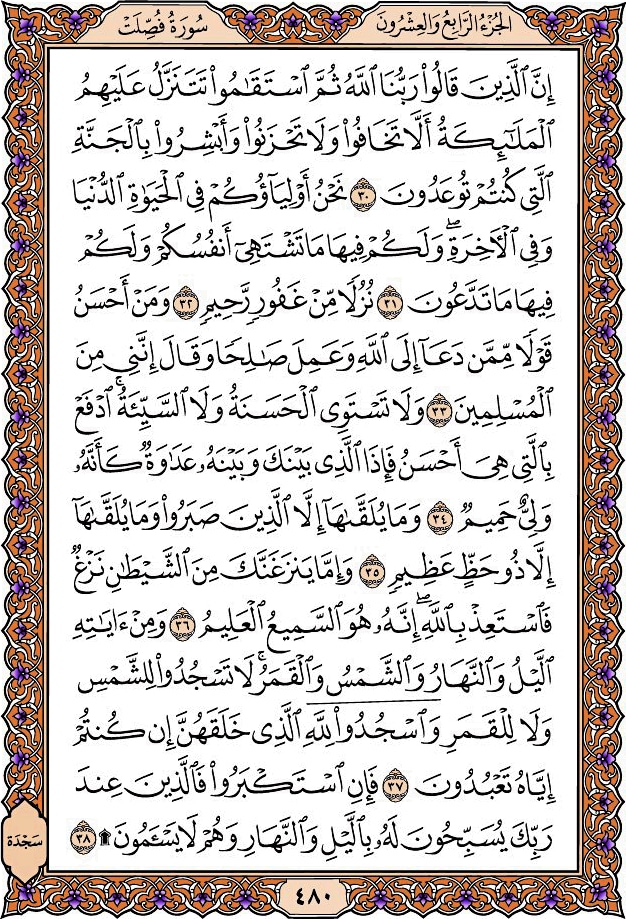 الجُزْءُ الرَّابِعُ وَالعِشْرُونَ
سُورَةُ فُصِّلَتْ
إِنَّ ٱلَّذِينَ قَالُوا۟ رَبُّنَا ٱللَّهُ ثُمَّ ٱسْتَقَٰمُوا۟ تَتَنَزَّلُ عَلَيْهِمُ
ٱلْمَلَٰٓئِكَةُ أَلَّا تَخَافُوا۟ وَلَا تَحْزَنُوا۟ وَأَبْشِرُوا۟ بِٱلْجَنَّةِ
ٱلَّتِى كُنتُمْ تُوعَدُونَ ٣٠ نَحْنُ أَوْلِيَآؤُكُمْ فِى ٱلْحَيَوٰةِ ٱلدُّنْيَا
وَفِى ٱلْأَخِرَةِ ۖ وَلَكُمْ فِيهَا مَا تَشْتَهِىٓ أَنفُسُكُمْ وَلَكُمْ
فِيهَا مَا تَدَّعُونَ ٣١ نُزُلًا مِّنْ غَفُورٍ رَّحِيمٍ ٣٢ وَمَنْ أَحْسَنُ
قَوْلًا مِّمَّن دَعَآ إِلَى ٱللَّهِ وَعَمِلَ صَٰلِحًا وَقَالَ إِنَّنِى مِنَ
ٱلْمُسْلِمِينَ ٣٣ وَلَا تَسْتَوِى ٱلْحَسَنَةُ وَلَا ٱلسَّيِّئَةُ ۚ ٱدْفَعْ
بِٱلَّتِى هِىَ أَحْسَنُ فَإِذَا ٱلَّذِى بَيْنَكَ وَبَيْنَهُۥ عَدَٰوَةٌ كَأَنَّهُۥ
وَلِىٌّ حَمِيمٌ ٣٤ وَمَا يُلَقَّىٰهَآ إِلَّا ٱلَّذِينَ صَبَرُوا۟ وَمَا يُلَقَّىٰهَآ
إِلَّا ذُو حَظٍّ عَظِيمٍ ٣٥ وَإِمَّا يَنزَغَنَّكَ مِنَ ٱلشَّيْطَٰنِ نَزْغٌ
فَٱسْتَعِذْ بِٱللَّهِ ۖ إِنَّهُۥ هُوَ ٱلسَّمِيعُ ٱلْعَلِيمُ ٣٦ وَمِنْ ءَايَٰتِهِ
ٱلَّيْلُ وَٱلنَّهَارُ وَٱلشَّمْسُ وَٱلْقَمَرُ ۚ لَا تَسْجُدُوا۟ لِلشَّمْسِ
وَلَا لِلْقَمَرِ وَٱسْجُدُوا۟ لِلَّهِ ٱلَّذِى خَلَقَهُنَّ إِن كُنتُمْ
إِيَّاهُ تَعْبُدُونَ ٣٧ فَإِنِ ٱسْتَكْبَرُوا۟ فَٱلَّذِينَ عِندَ
رَبِّكَ يُسَبِّحُونَ لَهُۥ بِٱلَّيْلِ وَٱلنَّهَارِ وَهُمْ لَا يَسْـَٔمُونَ ۩ ٣٨
سَجْدَة
٤٨٠